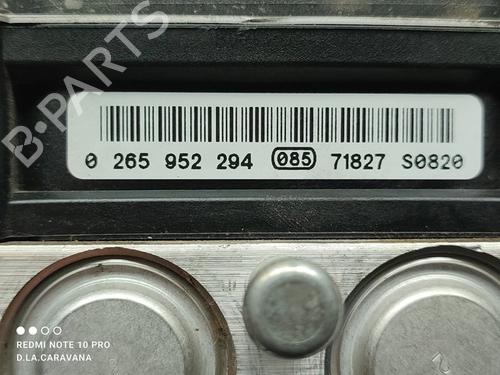 B-PARTS
0 265 952 294 085 71827 S0820
REDMI NOTE 10 PRO
D.LA.CARAVANA